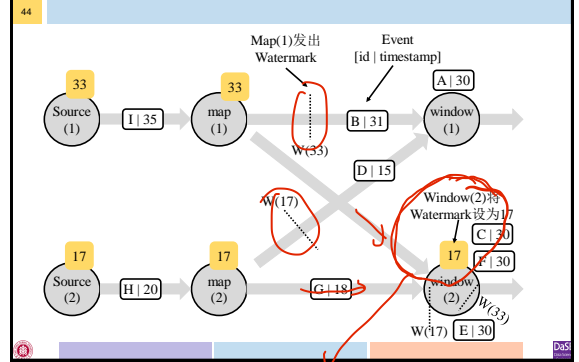 44
Map(1)发出
Watermark
Event
[id | timestamp]
33
33
A | 30
Source
(1)
I | 35
map
(1)
B | 31
window
(1)
W(33)
D | 15
W(17)
Window(2)将
Watermark设为17
C | 30
17
17
17
F | 30
Source
(2)
H | 20
map
(2)
G | 18
window
(2)
W(33)
W(17)
E | 30
DaSE